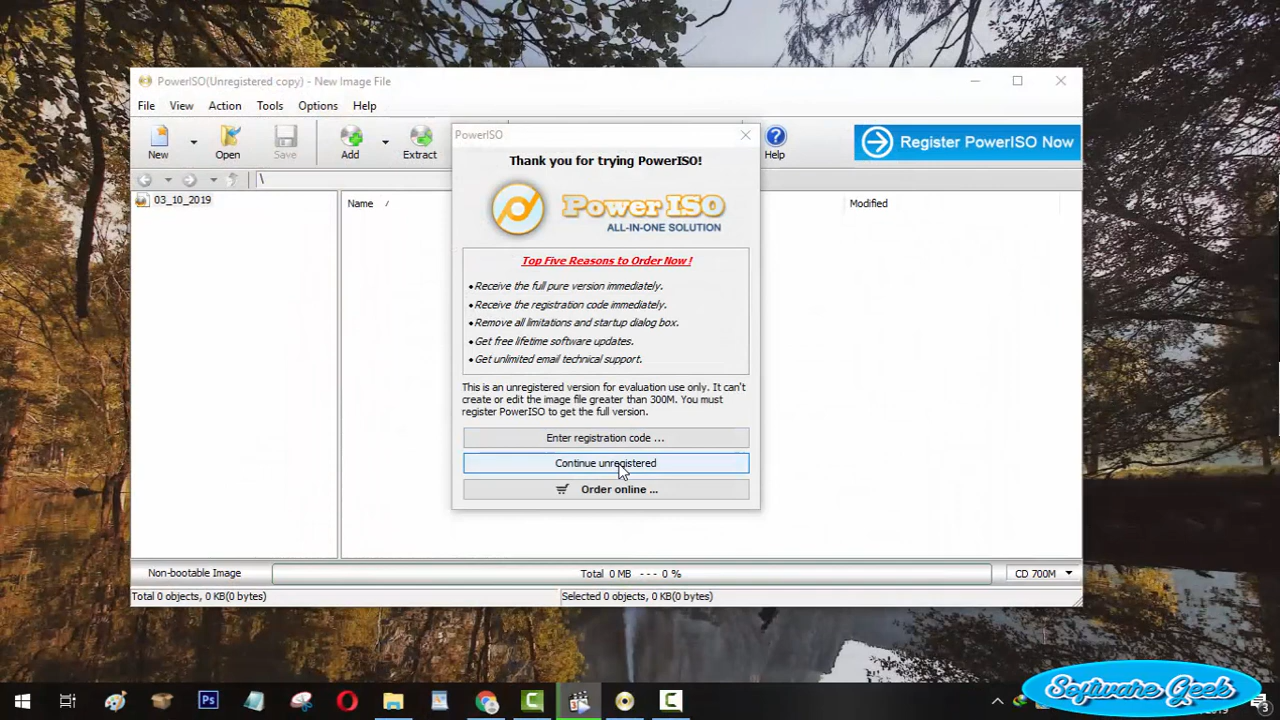 PowerISO(Unregistered copy) - New Image File
File View Action Tools Options Help
New Open Save Add Extract Help
Register PowerISO Now
\
03_10_2019
Name / Modified
PowerISO
Thank you for trying PowerISO!
Power ISO
ALL-IN-ONE SOLUTION
Top Five Reasons to Order Now !
•Receive the full pure version immediately.
•Receive the registration code immediately.
•Remove all limitations and startup dialog box.
•Get free lifetime software updates.
•Get unlimited email technical support.
This is an unregistered version for evaluation use only. It can't
create or edit the image file greater than 300M. You must
register PowerISO to get the full version.
Enter registration code ...
Continue unregistered
Order online ...
Non-bootable Image Total 0 MB --- 0 % CD 700M
Total 0 objects, 0 KB(0 bytes) Selected 0 objects, 0 KB(0 bytes)
Ps
Software Geek
3